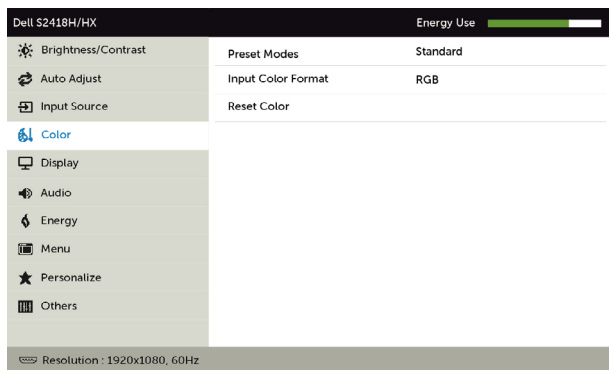 Dell S2418H/HX Energy Use
Brightness/Contrast
Auto Adjust
Input Source
Color
Display
Audio
Energy
Menu
Personalize
Others
Preset Modes Standard
Input Color Format RGB
Reset Color
Resolution : 1920x1080, 60Hz